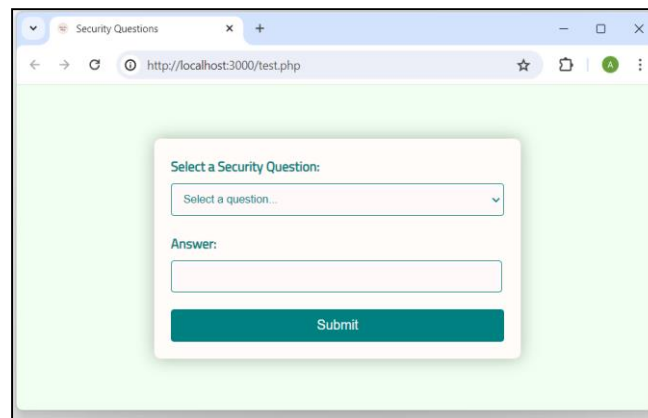 Security Questions
http://localhost:3000/test.php
A
Select a Security Question:
Select a question...
Answer:
Submit